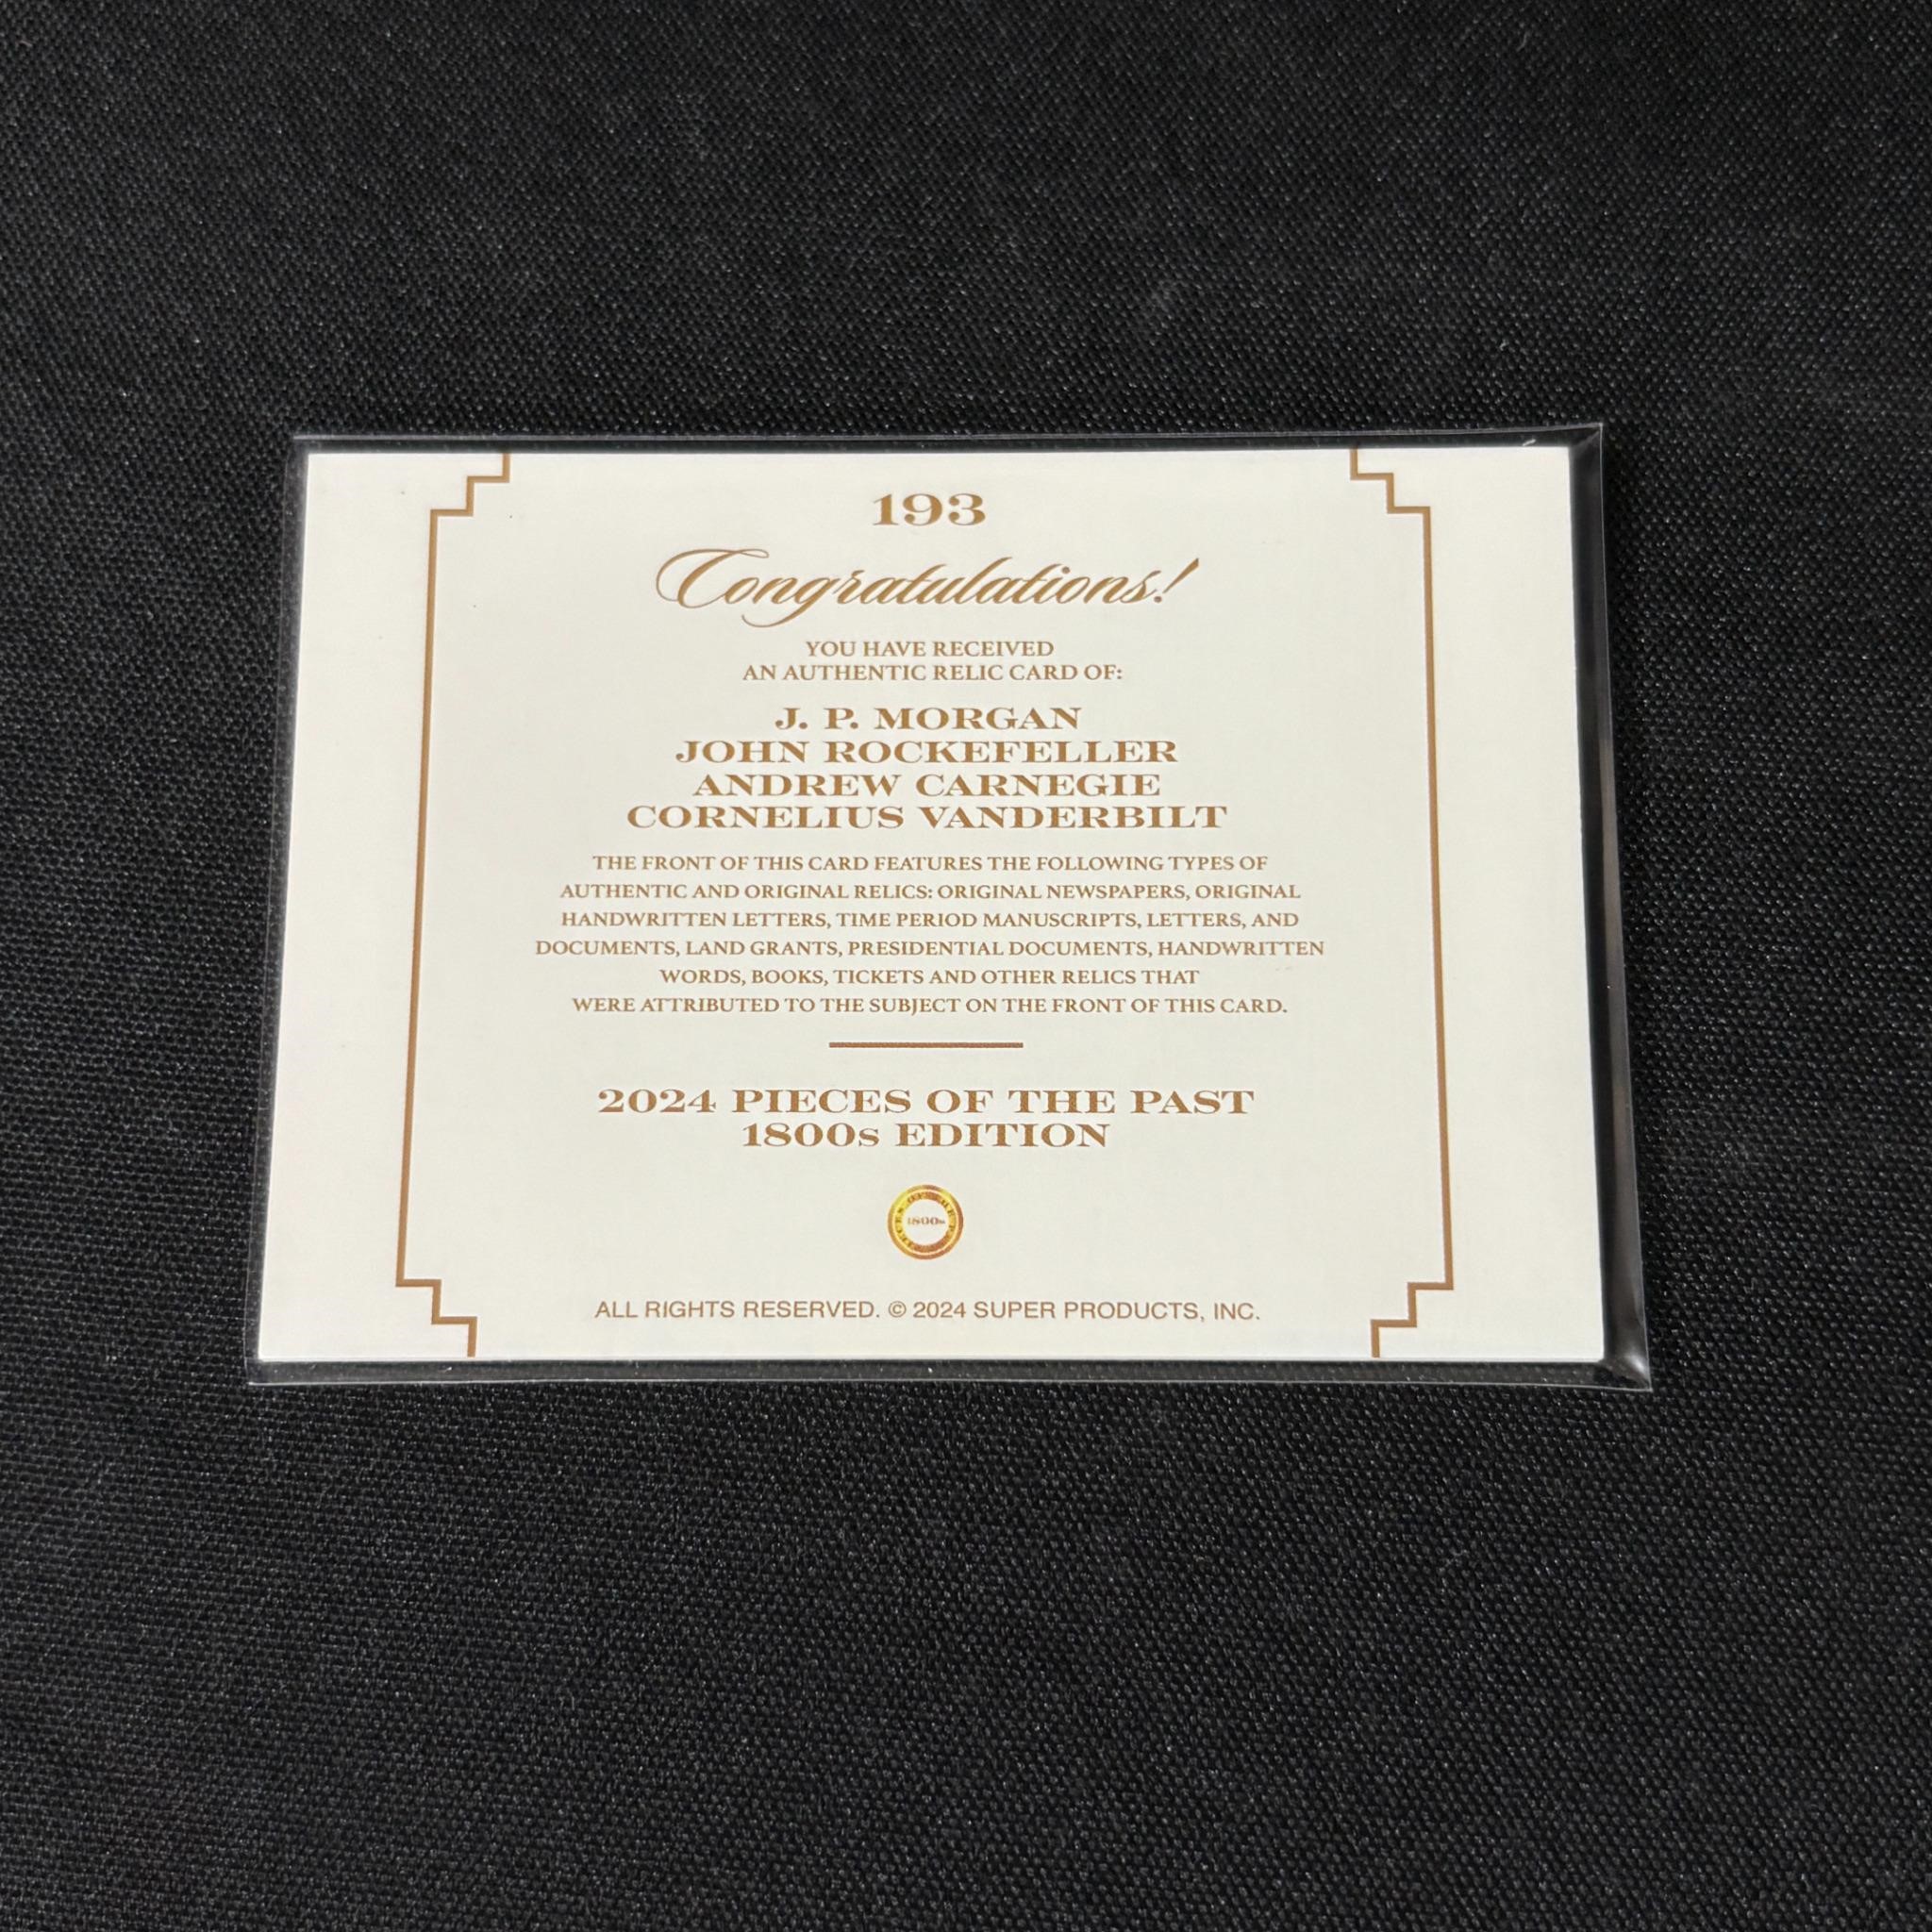 193
Congratulations!
YOU HAVE RECEIVED
AN AUTHENTIC RELIC CARD OF:
J. P. MORGAN
JOHN ROCKEFELLER
ANDREW CARNEGIE
CORNELIUS VANDERBILT
THE FRONT OF THIS CARD FEATURES THE FOLLOWING TYPES OF
AUTHENTIC AND ORIGINAL RELICS: ORIGINAL NEWSPAPERS, ORIGINAL
HANDWRITTEN LETTERS, TIME PERIOD MANUSCRIPTS, LETTERS, AND
DOCUMENTS, LAND GRANTS, PRESIDENTIAL DOCUMENTS, HANDWRITTEN
WORDS, BOOKS, TICKETS AND OTHER RELICS THAT
WERE ATTRIBUTED TO THE SUBJECT ON THE FRONT OF THIS CARD.
2024 PIECES OF THE PAST
1800s EDITION
1800s
ALL RIGHTS RESERVED. © 2024 SUPER PRODUCTS, INC.